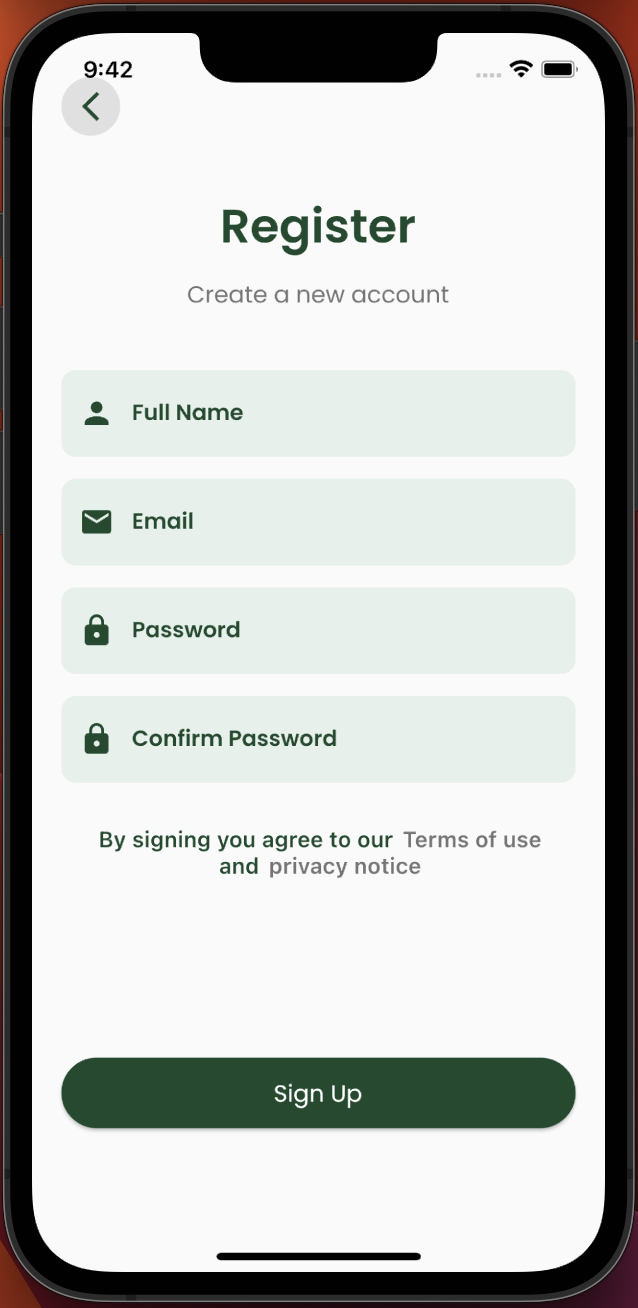 9:42
Register
Create a new account
Full Name
Email
Password
Confirm Password
By signing you agree to our Terms of use
and privacy notice
Sign Up